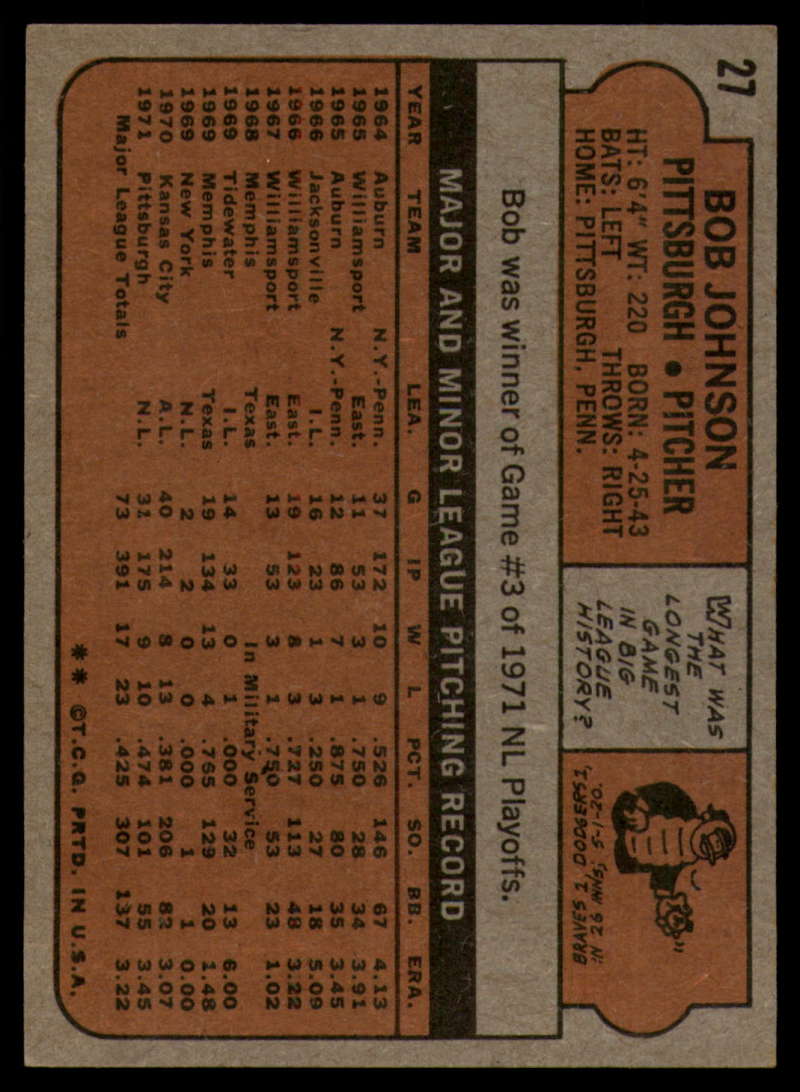 27
BOB JOHNSON
PITTSBURGH • PITCHER
HT: 6'4" WT: 220 BORN: 4-25-43
BATS: LEFT THROWS: RIGHT
HOME: PITTSBURGH, PENN.
WHAT WAS
THE
LONGEST
GAME
IN BIG
LEAGUE
HISTORY?
BRAVES 1, DODGERS 1,
IN 26 INNS. 5-1-20.
Bob was winner of Game #3 of 1971 NL Playoffs.
MAJOR AND MINOR LEAGUE PITCHING RECORD
YEAR TEAM LEA. G IP W L PCT. SO. BB. ERA.
1964 Auburn N.Y.-Penn. 37 172 10 9 .526 146 67 4.13
1965 Williamsport East. 11 53 3 1 .750 28 34 3.91
1965 Auburn N.Y.-Penn. 12 86 7 1 .875 80 35 3.45
1966 Jacksonville I.L. 16 23 1 3 .250 27 18 5.09
1966 Williamsport East. 19 123 8 3 .727 113 48 3.22
1967 Williamsport East. 13 53 3 1 .750 53 23 1.02
1968 Memphis Texas In Military Service
1969 Tidewater I.L. 14 33 0 1 .000 32 13 6.00
1969 Memphis Texas 19 134 13 4 .765 129 20 1.48
1969 New York N.L. 2 2 0 0 .000 1 1 0.00
1970 Kansas City A.L. 40 214 8 13 .381 206 82 3.07
1971 Pittsburgh N.L. 31 175 9 10 .474 101 55 3.45
Major League Totals 73 391 17 23 .425 307 137 3.22
** ©T.C.G. PRTD. IN U.S.A.